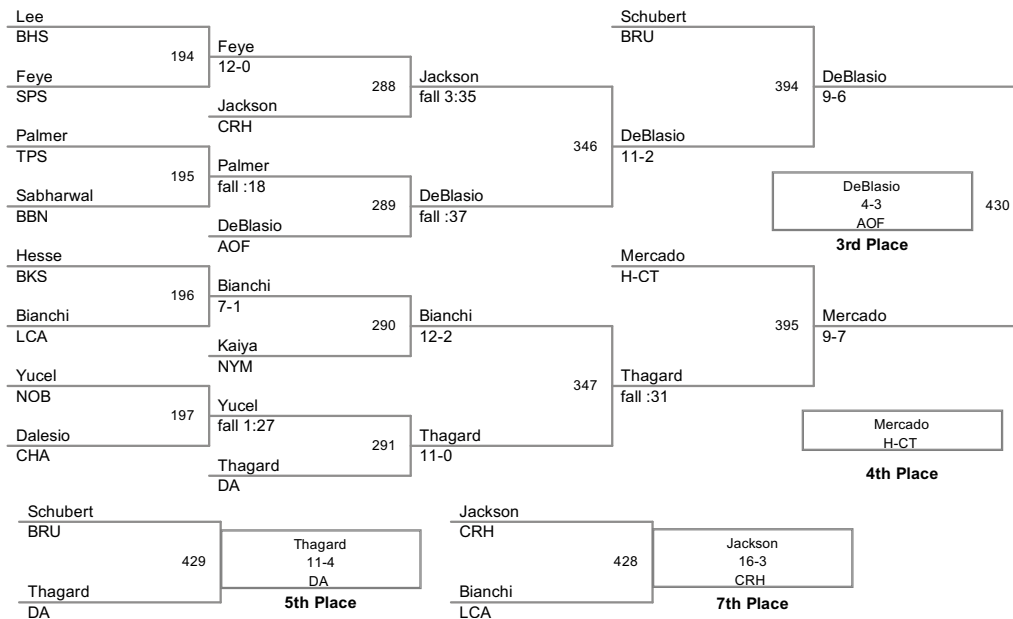 Lee
BHS
194
Feye
SPS
Feye
12-0
288
Jackson
CRH
Palmer
TPS
195
Sabharwal
BBN
Palmer
fall :18
289
DeBlasio
AOF
Jackson
fall 3:35
346
DeBlasio
fall :37
Hesse
BKS
196
Bianchi
LCA
Bianchi
7-1
290
Kaiya
NYM
Yucel
NOB
197
Dalesio
CHA
Yucel
fall 1:27
291
Thagard
DA
Bianchi
12-2
347
Thagard
11-0
Schubert
BRU
394
DeBlasio
11-2
DeBlasio
9-6
DeBlasio
4-3
AOF
430
3rd Place
Mercado
H-CT
395
Thagard
fall :31
Mercado
9-7
Mercado
H-CT
4th Place
Schubert
BRU
429
Thagard
DA
Thagard
11-4
DA
5th Place
Jackson
CRH
428
Bianchi
LCA
Jackson
16-3
CRH
7th Place